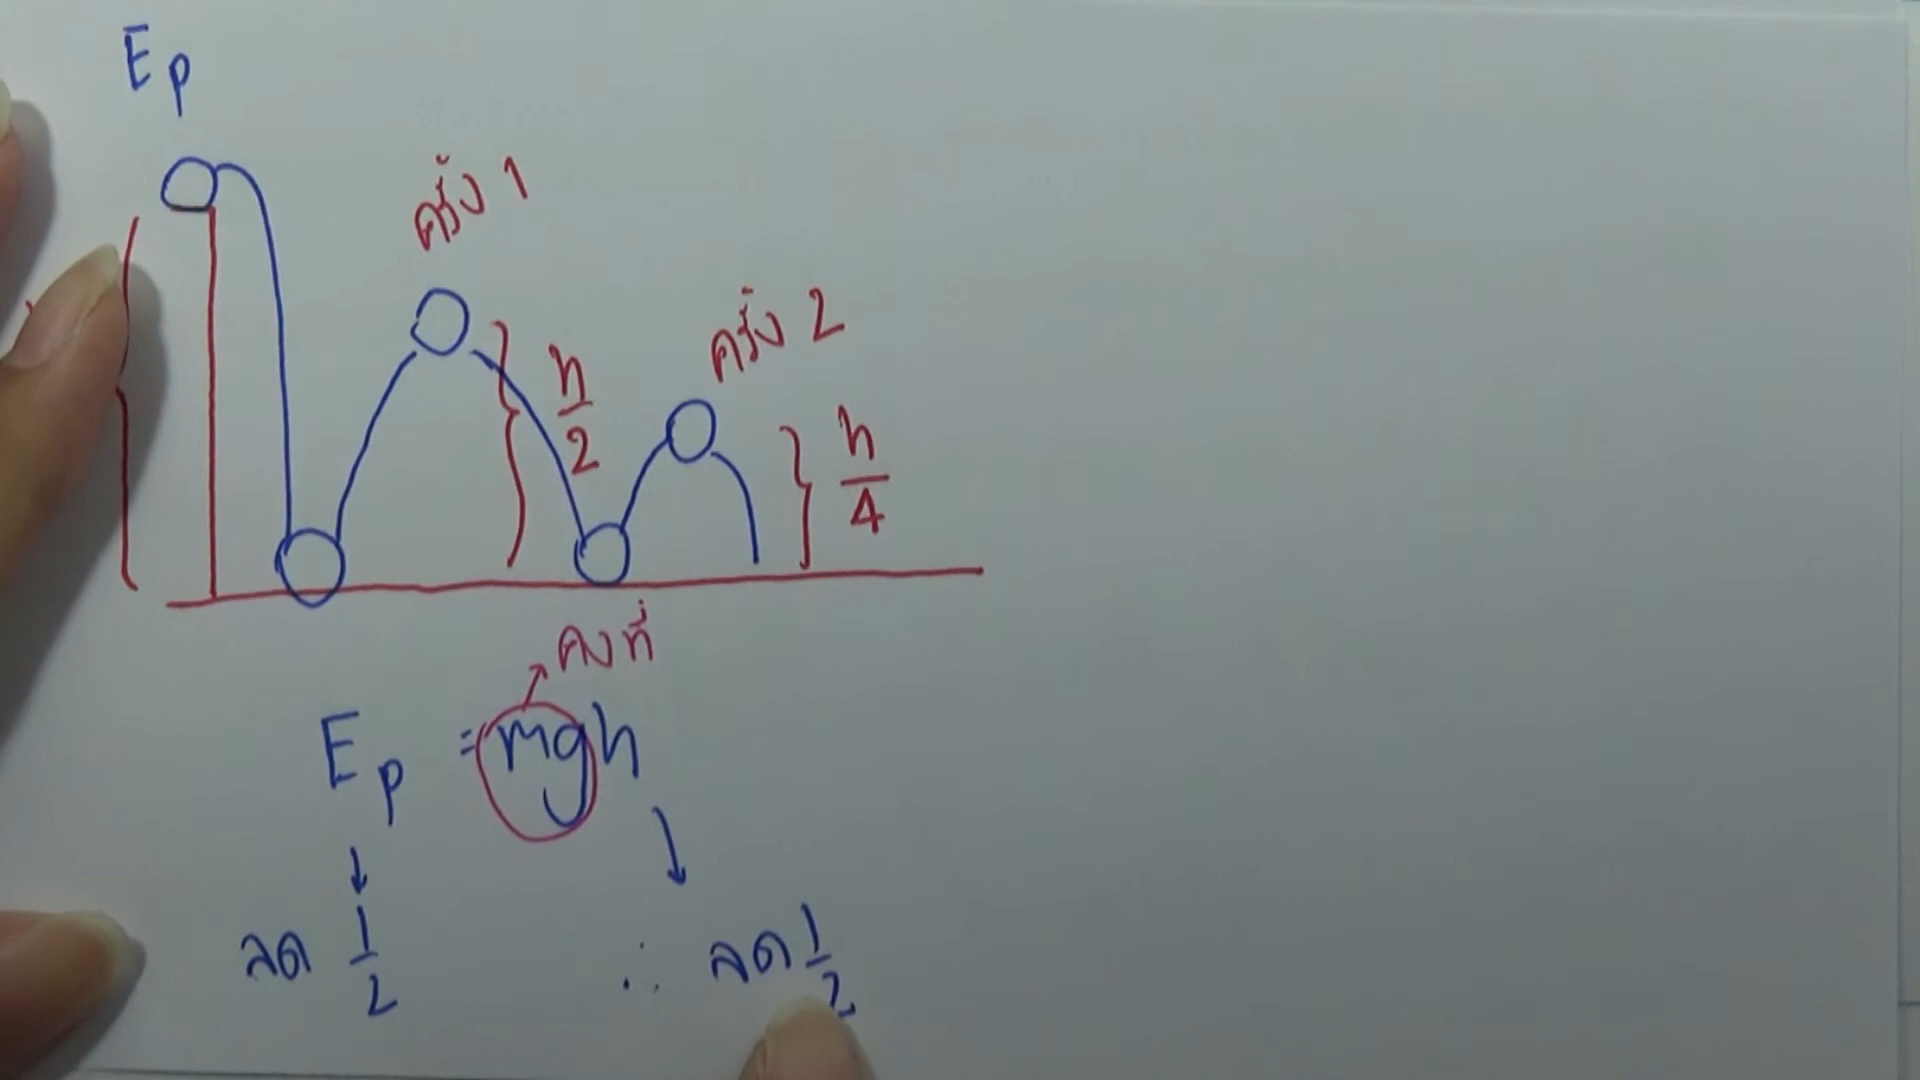 Ep
ครั้ง 1
ครั้ง 2
h/2
h/4
คงที่
Ep = mgh
ลด 1/2 ∴ ลด 1/2